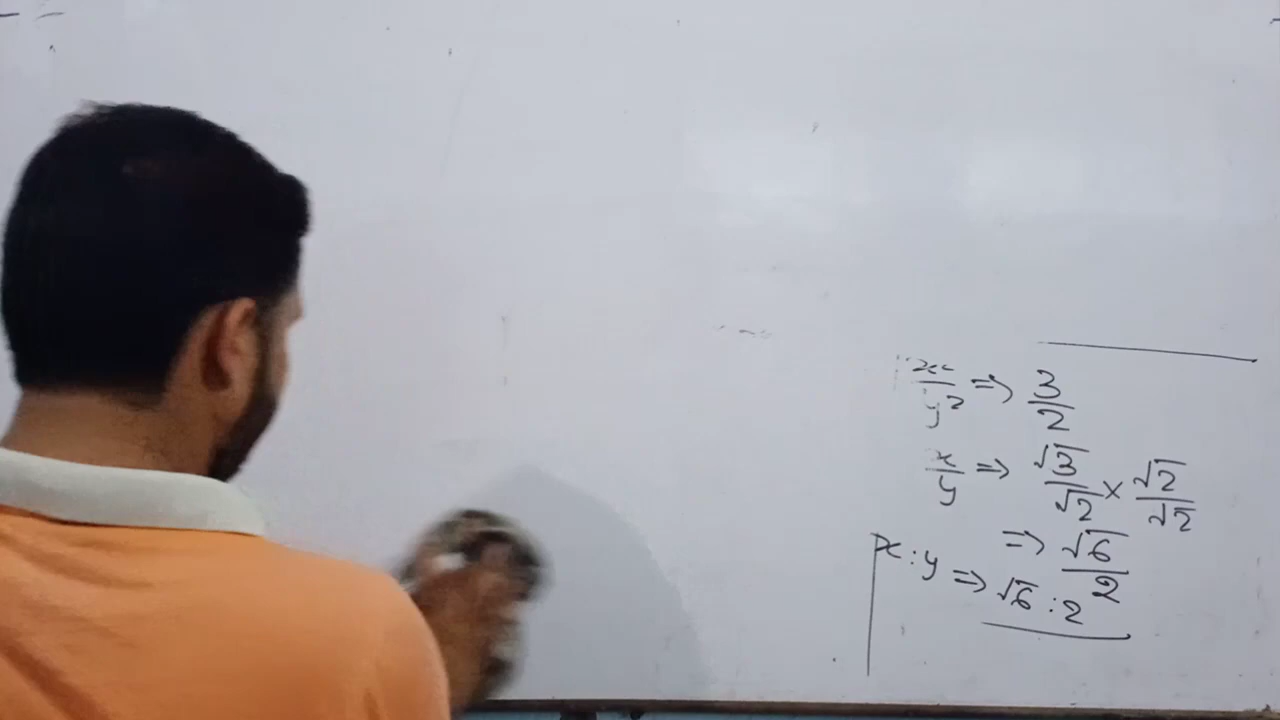 x²/y² ⇒ 3/2
x/y ⇒ √3/√2 × √2/√2
⇒ √6/2
x:y ⇒ √6 : 2